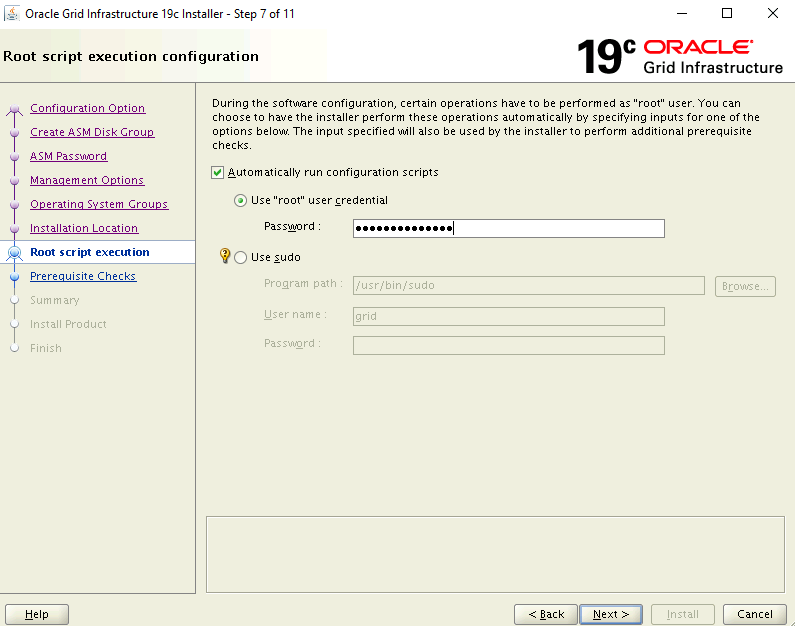 Oracle Grid Infrastructure 19c Installer - Step 7 of 11
Root script execution configuration
19c ORACLE
Grid Infrastructure
Configuration Option
Create ASM Disk Group
ASM Password
Management Options
Operating System Groups
Installation Location
Root script execution
Prerequisite Checks
Summary
Install Product
Finish
During the software configuration, certain operations have to be performed as "root" user. You can
choose to have the installer perform these operations automatically by specifying inputs for one of the
options below. The input specified will also be used by the installer to perform additional prerequisite
checks.
Automatically run configuration scripts
Use "root" user credential
Password : ••••••••••••••
Use sudo
Program path : /usr/bin/sudo Browse...
User name : grid
Password :
Help < Back Next > Install Cancel